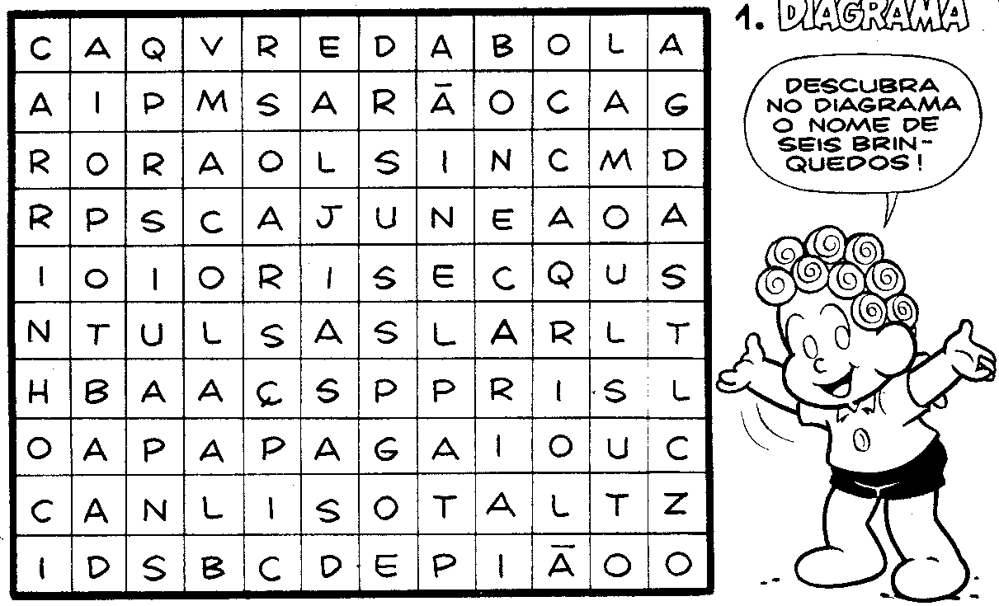 C A Q V R E D A B O L A
A I P M S A R Ã O C A G
R O R A O L S I N C M D
R P S C A J U N E A O A
I O I O R I S E C Q U S
N T U L S A S L A R L T
H B A A Ç S P P R I S L
O A P A P A G A I O U C
C A N L I S O T A L T Z
I D S B C D E P I Ã O O
1. DIAGRAMA
DESCUBRA
NO DIAGRAMA
O NOME DE
SEIS BRIN-
QUEDOS!